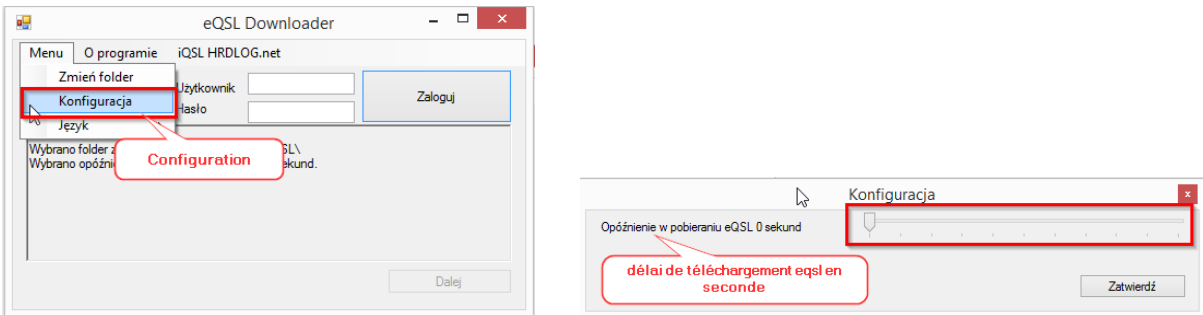 eQSL Downloader
Menu O programie iQSL HRDLOG.net
Zmień folder
Użytkownik
Konfiguracja
Hasło
Zaloguj
Język
Wybrano folder
Wybrano
SL\
ekund.
Configuration
Dalej
Konfiguracja
Opóźnienie w pobieraniu eQSL 0 sekund
délai de téléchargement eqsl en
seconde
Zatwierdź